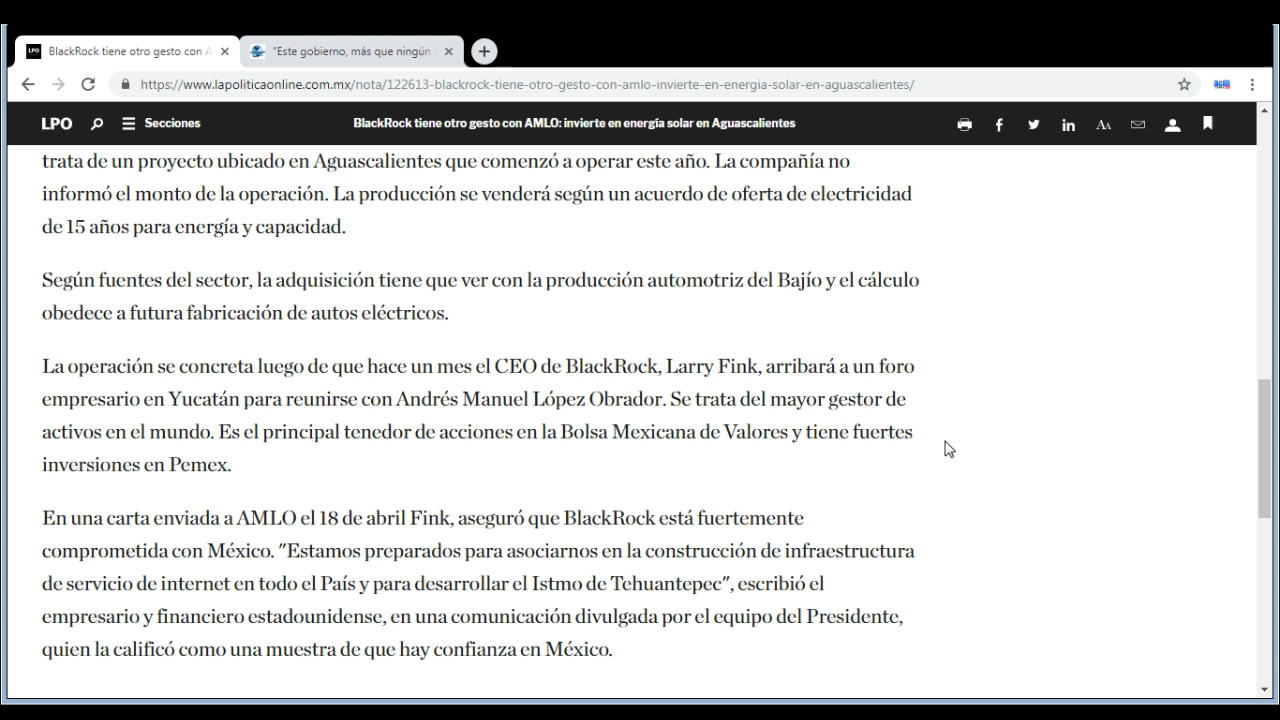 LPO BlackRock tiene otro gesto con A
"Este gobierno, más que ningún
https://www.lapoliticaonline.com.mx/nota/122613-blackrock-tiene-otro-gesto-con-amlo-invierte-en-energia-solar-en-aguascalientes/
LPO Secciones BlackRock tiene otro gesto con AMLO: invierte en energía solar en Aguascalientes
trata de un proyecto ubicado en Aguascalientes que comenzó a operar este año. La compañía no
informó el monto de la operación. La producción se venderá según un acuerdo de oferta de electricidad
de 15 años para energía y capacidad.
Según fuentes del sector, la adquisición tiene que ver con la producción automotriz del Bajío y el cálculo
obedece a futura fabricación de autos eléctricos.
La operación se concreta luego de que hace un mes el CEO de BlackRock, Larry Fink, arribará a un foro
empresario en Yucatán para reunirse con Andrés Manuel López Obrador. Se trata del mayor gestor de
activos en el mundo. Es el principal tenedor de acciones en la Bolsa Mexicana de Valores y tiene fuertes
inversiones en Pemex.
En una carta enviada a AMLO el 18 de abril Fink, aseguró que BlackRock está fuertemente
comprometida con México. "Estamos preparados para asociarnos en la construcción de infraestructura
de servicio de internet en todo el País y para desarrollar el Istmo de Tehuantepec", escribió el
empresario y financiero estadounidense, en una comunicación divulgada por el equipo del Presidente,
quien la calificó como una muestra de que hay confianza en México.